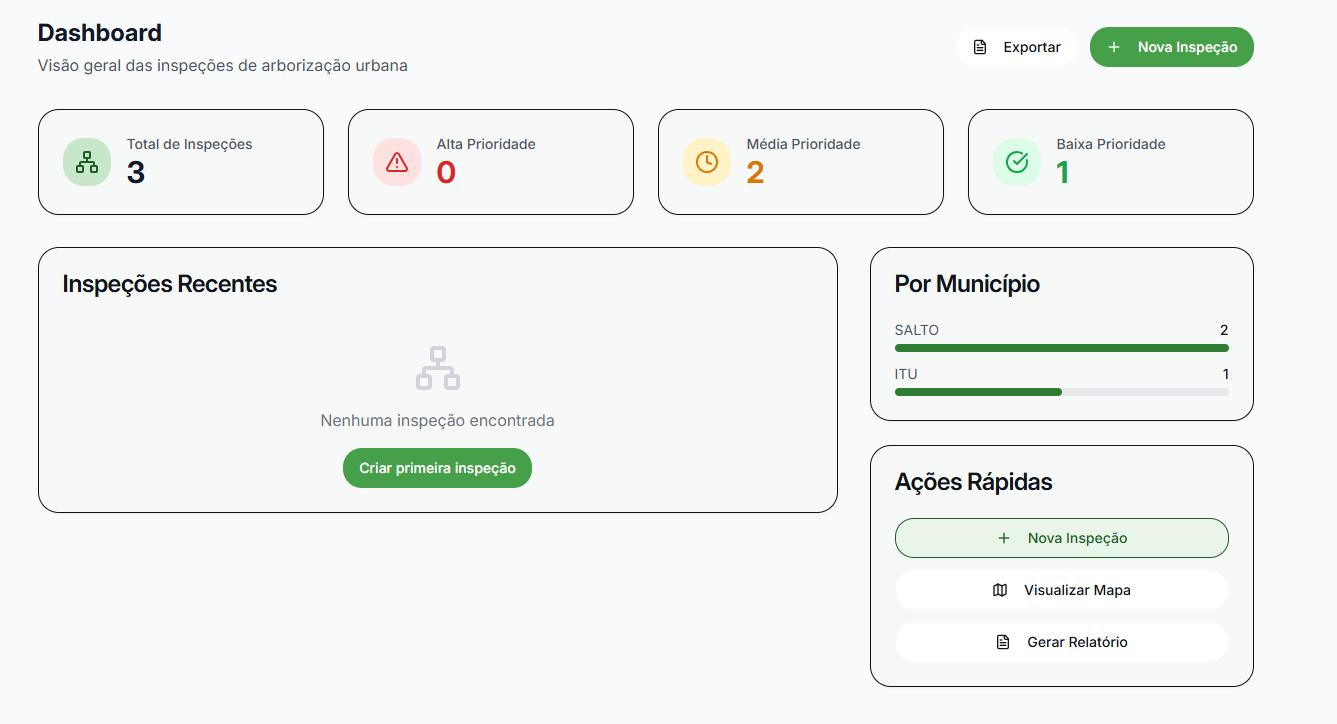 Dashboard
Visão geral das inspeções de arborização urbana
Exportar
Nova Inspeção
Total de Inspeções
3
Alta Prioridade
0
Média Prioridade
2
Baixa Prioridade
1
Inspeções Recentes
Nenhuma inspeção encontrada
Criar primeira inspeção
Por Município
SALTO 2
ITU 1
Ações Rápidas
Nova Inspeção
Visualizar Mapa
Gerar Relatório